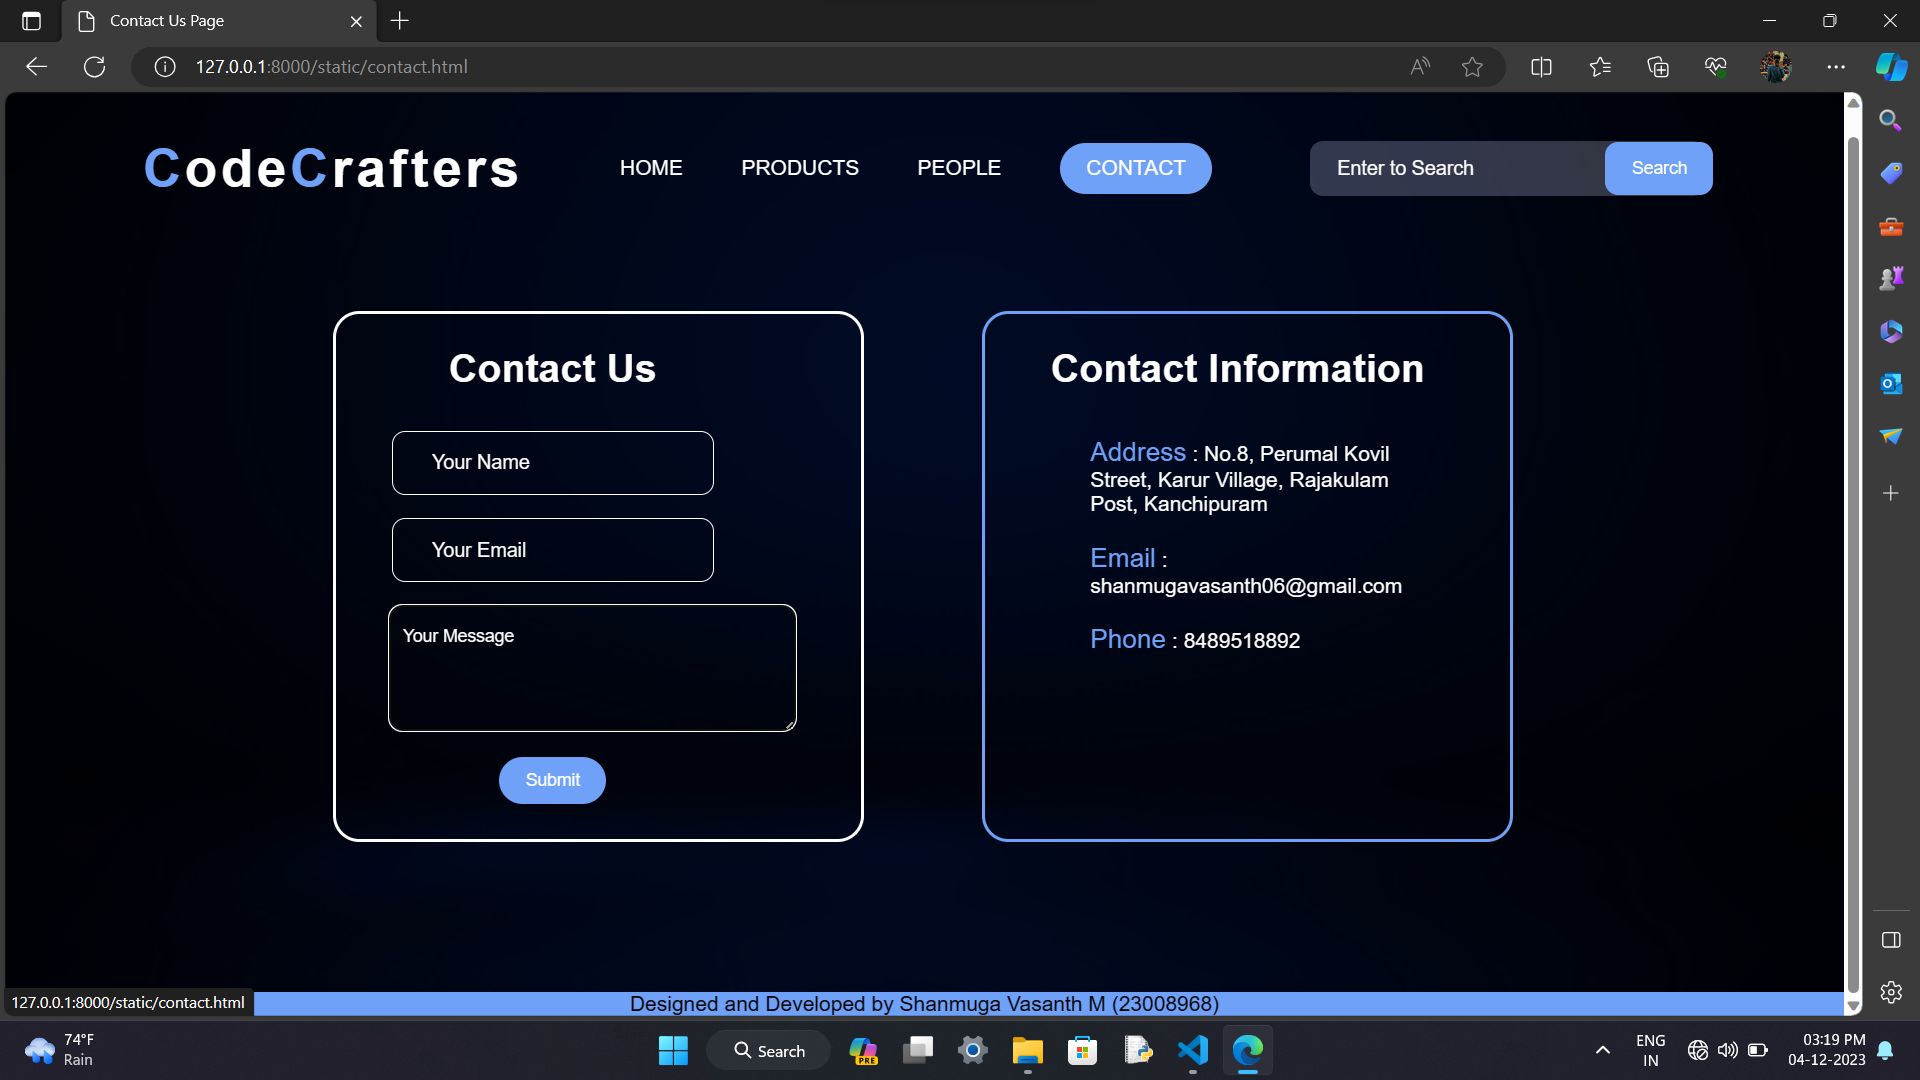 Contact Us Page
127.0.0.1:8000/static/contact.html
CodeCrafters
HOME
PRODUCTS
PEOPLE
CONTACT
Enter to Search
Search
Contact Us
Your Name
Your Email
Your Message
Submit
Contact Information
Address : No.8, Perumal Kovil
Street, Karur Village, Rajakulam
Post, Kanchipuram
Email :
shanmugavasanth06@gmail.com
Phone : 8489518892
127.0.0.1:8000/static/contact.html
Designed and Developed by Shanmuga Vasanth M (23008968)
74°F
Rain
Search
PRE
ENG
IN
03:19 PM
04-12-2023